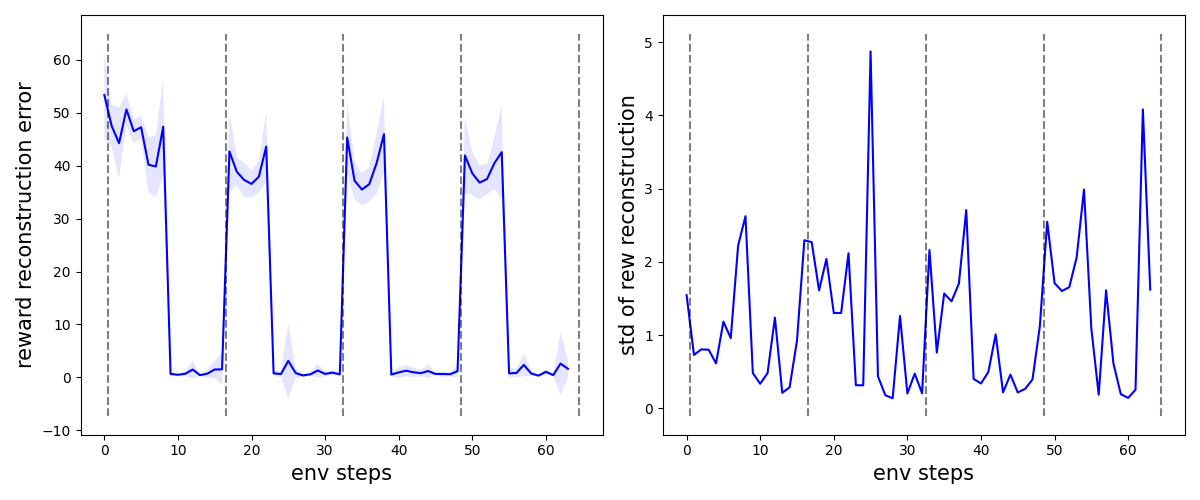 reward reconstruction error
60
50
40
30
20
10
0
−10
0 10 20 30 40 50 60
env steps
std of rew reconstruction
5
4
3
2
1
0
0 10 20 30 40 50 60
env steps